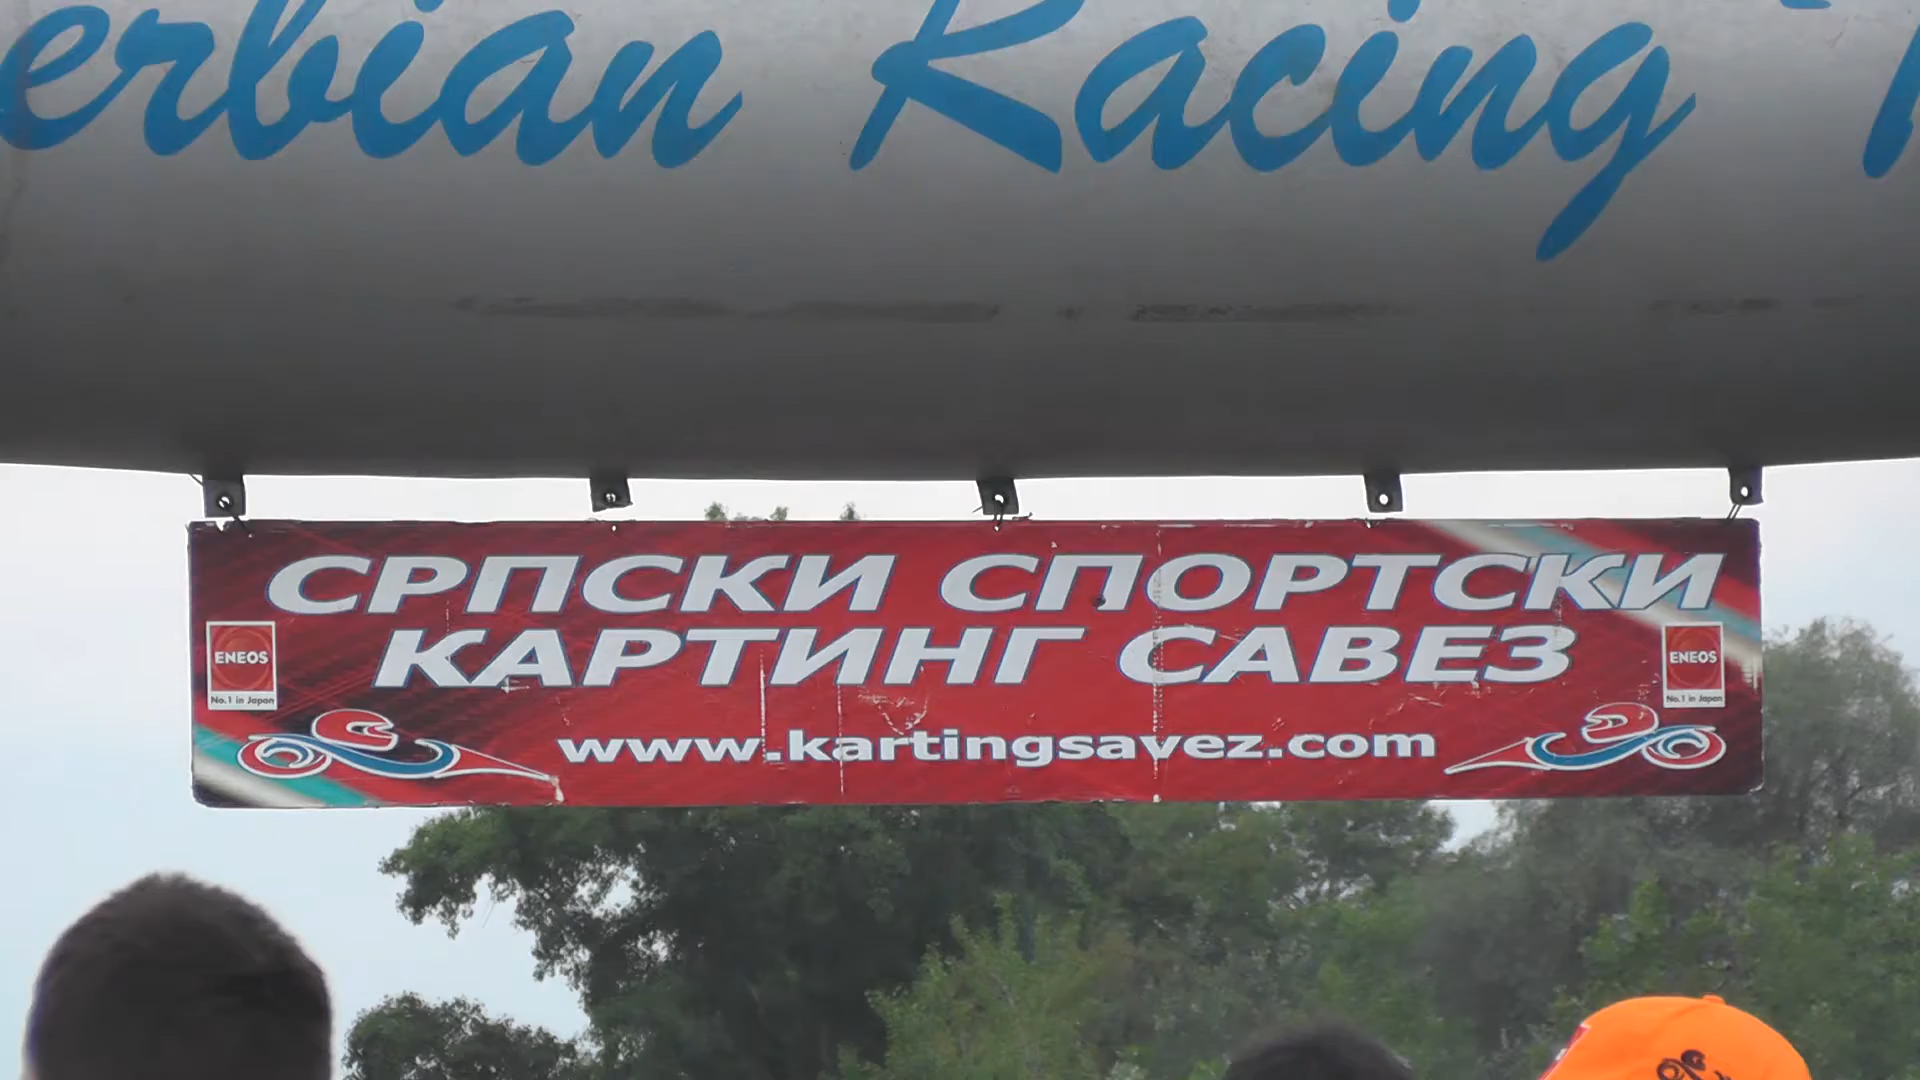 erbian Racing
СРПСКИ СПОРТСКИ
КАРТИНГ САВЕЗ
www.kartingsavez.com
ENEOS
No.1 in Japan
ENEOS
No.1 in Japan